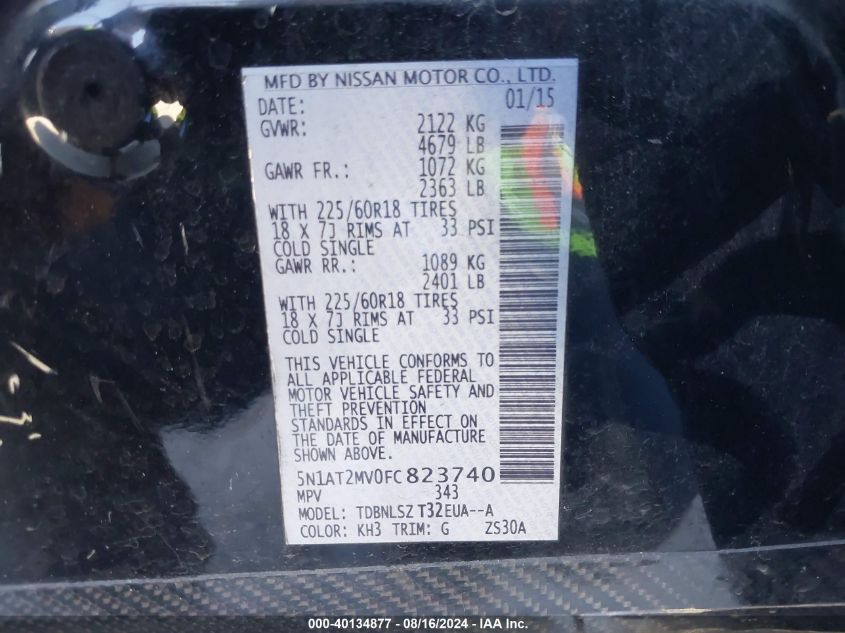 MFD BY NISSAN MOTOR CO., LTD.
DATE: 01/15
GVWR: 2122 KG
4679 LB
GAWR FR.: 1072 KG
2363 LB
WITH 225/60R18 TIRES
18 X 7J RIMS AT 33 PSI
COLD SINGLE
GAWR RR.: 1089 KG
2401 LB
WITH 225/60R18 TIRES
18 X 7J RIMS AT 33 PSI
COLD SINGLE
THIS VEHICLE CONFORMS TO
ALL APPLICABLE FEDERAL
MOTOR VEHICLE SAFETY AND
THEFT PREVENTION
STANDARDS IN EFFECT ON
THE DATE OF MANUFACTURE
SHOWN ABOVE.
5N1AT2MV0FC823740
MPV 343
MODEL: TDBNLSZ T32EUA--A
COLOR: KH3 TRIM: G ZS30A
000-40134877 - 08/16/2024 - IAA Inc.